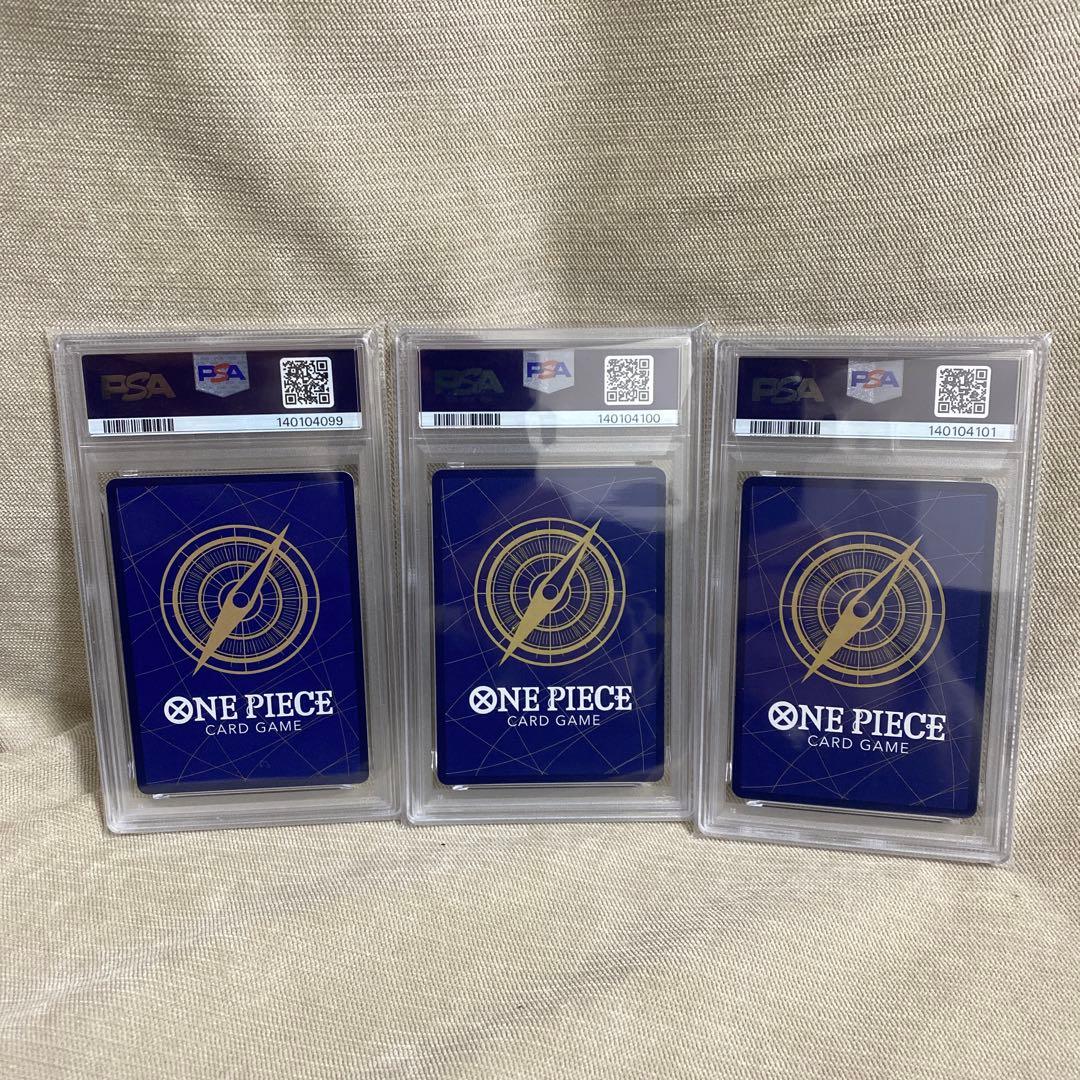 PSA PSA
140104099
ONE PIECE
CARD GAME
PSA PSA
140104100
ONE PIECE
CARD GAME
PSA PSA
140104101
ONE PIECE
CARD GAME